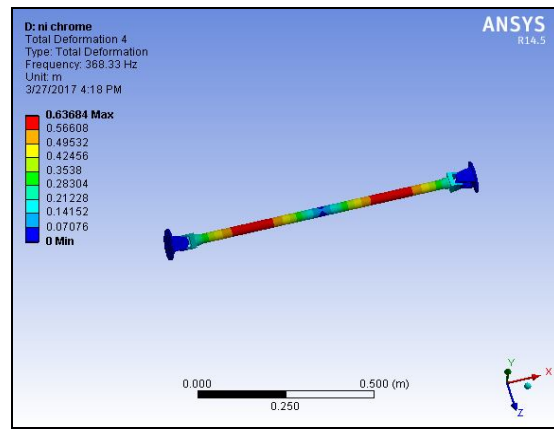 D: ni chrome
Total Deformation 4
Type: Total Deformation
Frequency: 368.33 Hz
Unit: m
3/27/2017 4:18 PM
ANSYS
R14.5
0.63684 Max
0.56608
0.49532
0.42456
0.3538
0.28304
0.21228
0.14152
0.07076
0 Min
0.000
0.500 (m)
0.250
Y
X
Z